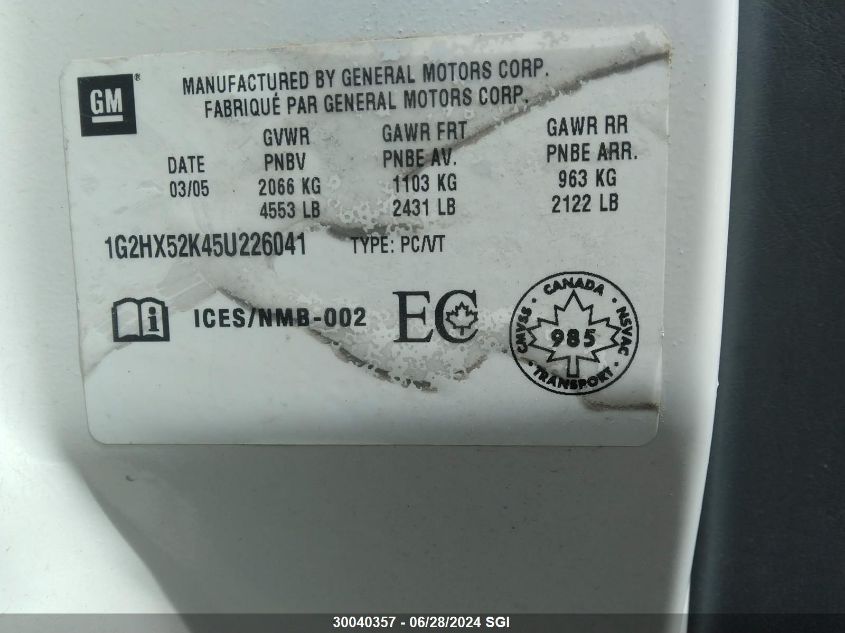 GM
MANUFACTURED BY GENERAL MOTORS CORP.
FABRIQUÉ PAR GENERAL MOTORS CORP.
GVWR GAWR FRT GAWR RR
DATE PNBV PNBE AV. PNBE ARR.
03/05 2066 KG 1103 KG 963 KG
4553 LB 2431 LB 2122 LB
1G2HX52K45U226041 TYPE: PC/VT
i ICES/NMB-002 EC
CANADA
CMVSS 985 NSVAC
TRANSPORT
30040357 - 06/28/2024 SGI